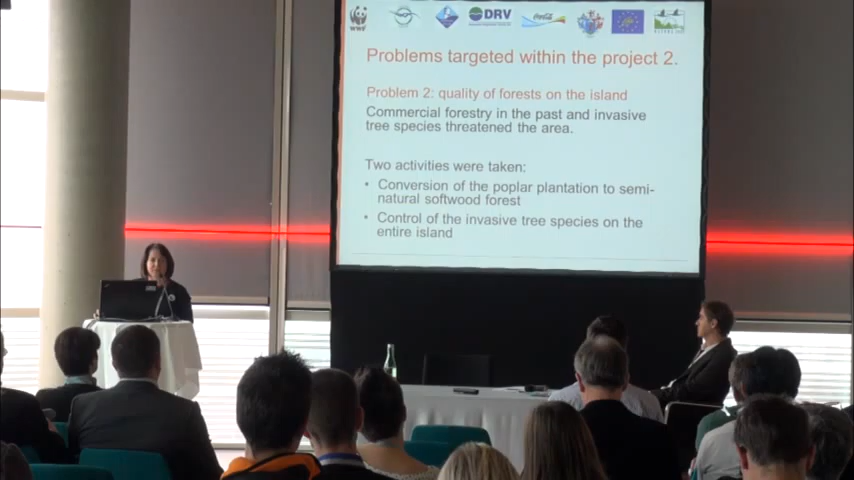 WWF
DRV
Coca-Cola
Problems targeted within the project 2.
Problem 2: quality of forests on the island
Commercial forestry in the past and invasive
tree species threatened the area.
Two activities were taken:
• Conversion of the poplar plantation to semi-
natural softwood forest
• Control of the invasive tree species on the
entire island